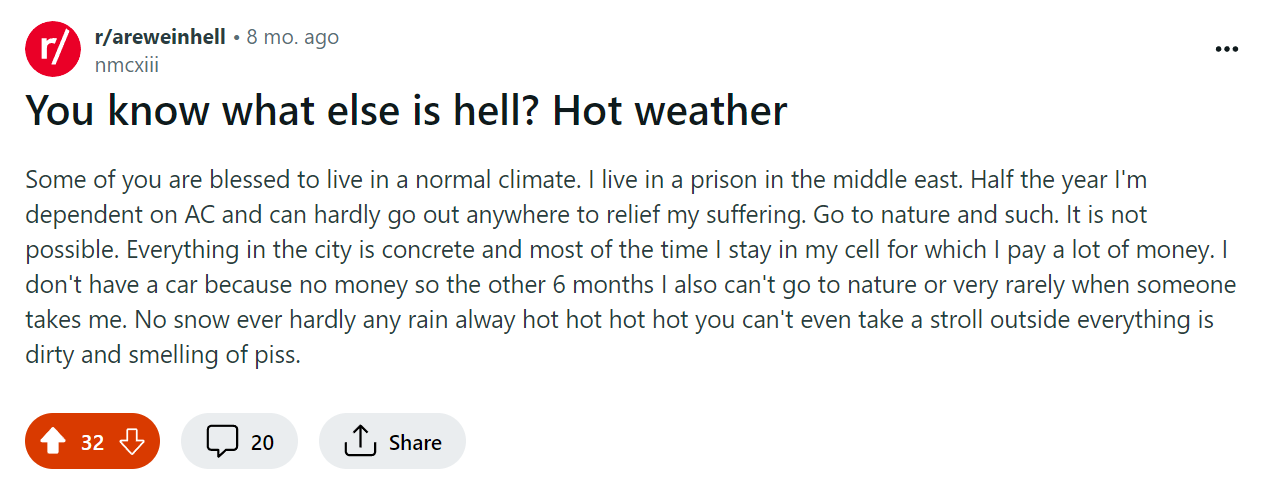 r/areweinhell • 8 mo. ago
nmcxiii
You know what else is hell? Hot weather
Some of you are blessed to live in a normal climate. I live in a prison in the middle east. Half the year I'm
dependent on AC and can hardly go out anywhere to relief my suffering. Go to nature and such. It is not
possible. Everything in the city is concrete and most of the time I stay in my cell for which I pay a lot of money. I
don't have a car because no money so the other 6 months I also can't go to nature or very rarely when someone
takes me. No snow ever hardly any rain alway hot hot hot hot you can't even take a stroll outside everything is
dirty and smelling of piss.
32
20
Share